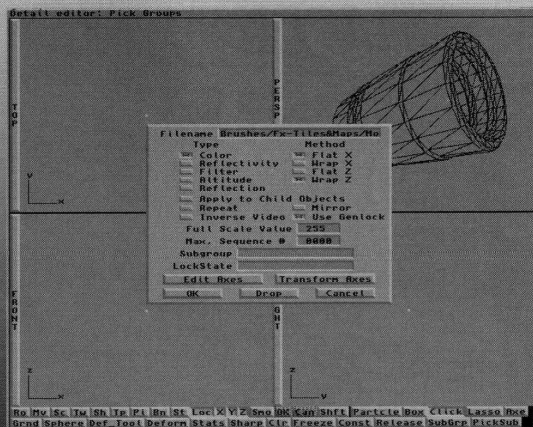 Detail editor: Pick Groups
TOP
PERSP
Filename Brushes/Fx-Tiles&Maps/Mo
Type Method
Color Flat X
Reflectivity Wrap X
Filter Flat Z
Altitude Wrap Z
Reflection
Apply to Child Objects
Repeat Mirror
Inverse Video Use Genlock
Full Scale Value 255
Max. Sequence # 0000
Subgroup
LockState
Edit Axes Transform Axes
OK Drop Cancel
FRONT
GHT
y
x
z
x
z
y
Ro Mv Sc Tw Sh Tp Pi Bn St Loc X Y Z Smo OK Can Shft Partcle Box Click Lasso Axe
Grnd Sphere Def_Tool Deform Stats Sharp Clr Freeze Const Release SubGrp PickSub